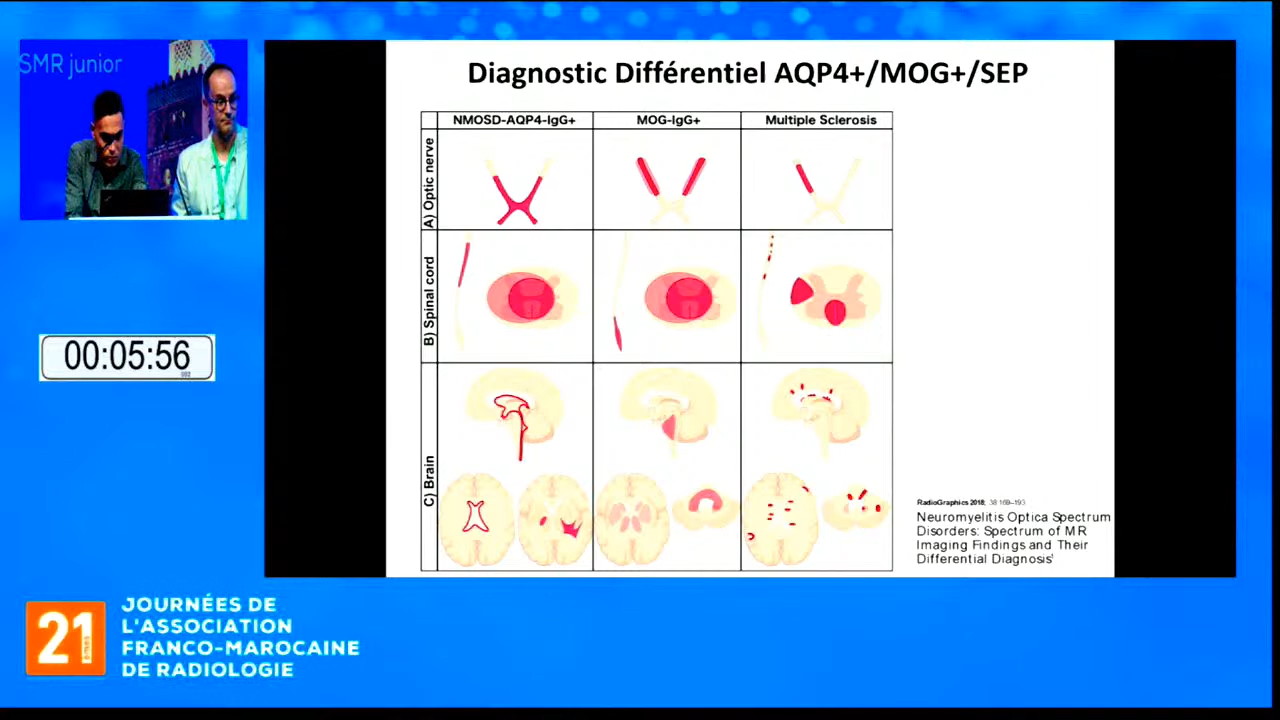 SMR junior
Diagnostic Différentiel AQP4+/MOG+/SEP
NMOSD-AQP4-IgG+
MOG-IgG+
Multiple Sclerosis
A) Optic nerve
B) Spinal cord
C) Brain
00:05:56
RadioGraphics 2018; 38:169–193
Neuromyelitis Optica Spectrum
Disorders: Spectrum of MR
Imaging Findings and Their
Differential Diagnosis¹
21
JOURNÉES DE
L'ASSOCIATION
FRANCO-MAROCAINE
DE RADIOLOGIE